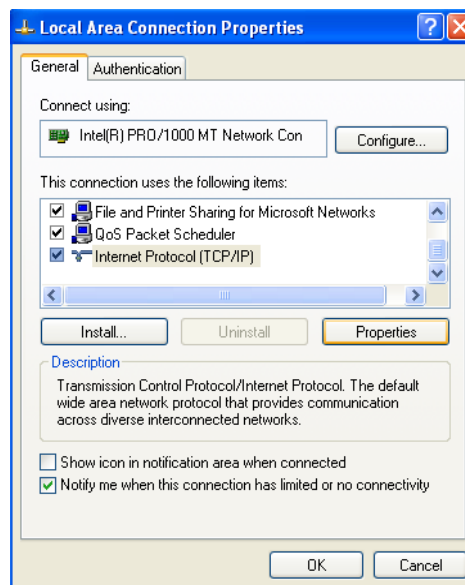 Local Area Connection Properties
General Authentication
Connect using:
Intel(R) PRO/1000 MT Network Con Configure...
This connection uses the following items:
File and Printer Sharing for Microsoft Networks
QoS Packet Scheduler
Internet Protocol (TCP/IP)
Install... Uninstall Properties
Description
Transmission Control Protocol/Internet Protocol. The default
wide area network protocol that provides communication
across diverse interconnected networks.
Show icon in notification area when connected
Notify me when this connection has limited or no connectivity
OK Cancel